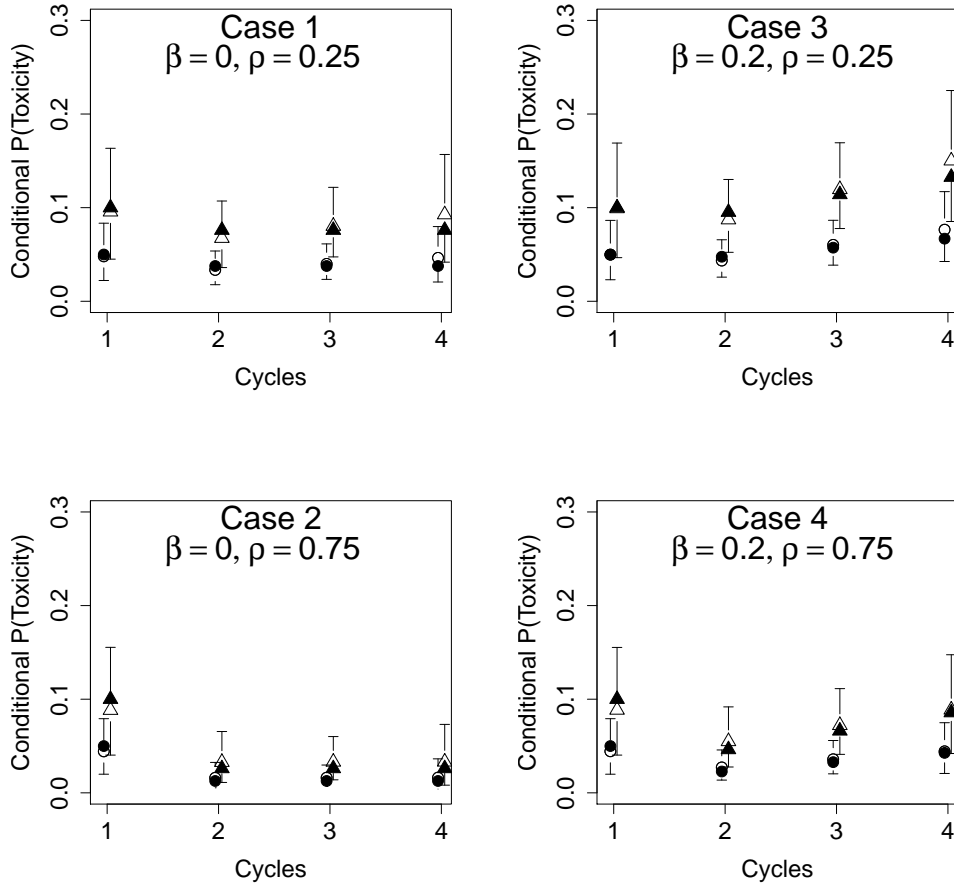 Case 1
β = 0, ρ = 0.25
Conditional P(Toxicity)
0.3
0.2
0.1
0.0
1 2 3 4
Cycles
Case 3
β = 0.2, ρ = 0.25
Conditional P(Toxicity)
0.3
0.2
0.1
0.0
1 2 3 4
Cycles
Case 2
β = 0, ρ = 0.75
Conditional P(Toxicity)
0.3
0.2
0.1
0.0
1 2 3 4
Cycles
Case 4
β = 0.2, ρ = 0.75
Conditional P(Toxicity)
0.3
0.2
0.1
0.0
1 2 3 4
Cycles